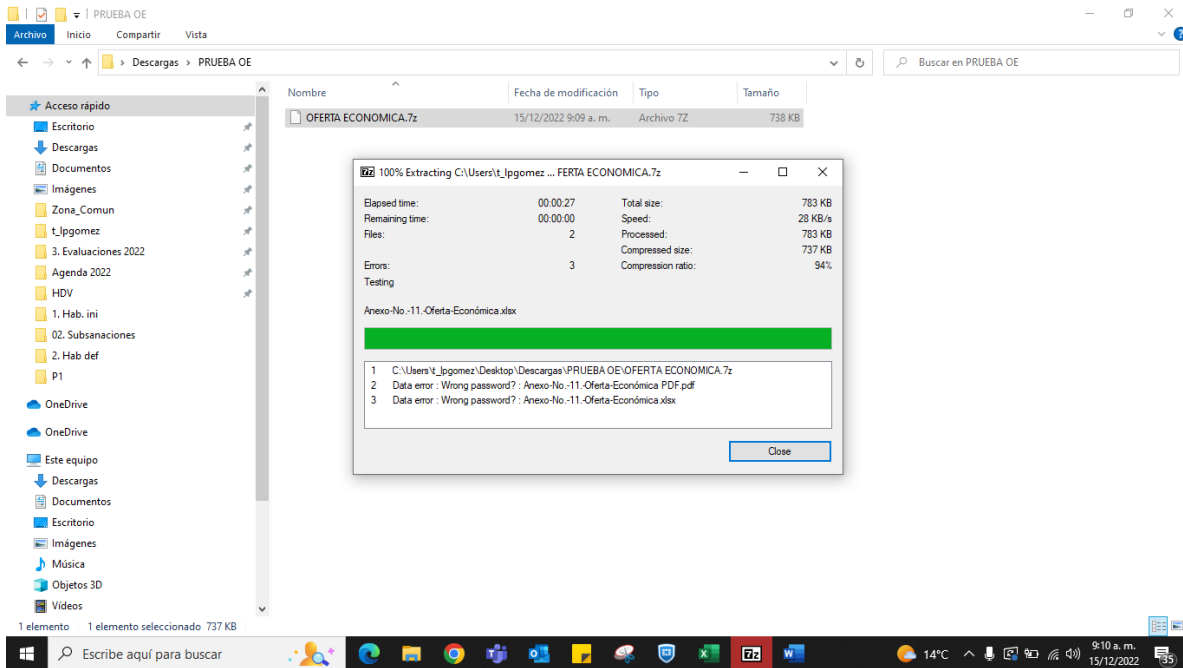 PRUEBA OE
Archivo Inicio Compartir Vista
Descargas › PRUEBA OE
Buscar en PRUEBA OE
Nombre Fecha de modificación Tipo Tamaño
OFERTA ECONOMICA.7z 15/12/2022 9:09 a. m. Archivo 7Z 738 KB
Acceso rápido
Escritorio
Descargas
Documentos
Imágenes
Zona_Comun
t_lpgomez
3. Evaluaciones 2022
Agenda 2022
HDV
1. Hab. ini
02. Subsanaciones
2. Hab def
P1
OneDrive
OneDrive
Este equipo
Descargas
Documentos
Escritorio
Imágenes
Música
Objetos 3D
Vídeos
7z 100% Extracting C:\Users\t_lpgomez ... FERTA ECONOMICA.7z
Elapsed time: 00:00:27 Total size: 783 KB
Remaining time: 00:00:00 Speed: 28 KB/s
Files: 2 Processed: 783 KB
Compressed size: 737 KB
Errors: 3 Compression ratio: 94%
Testing
Anexo-No.-11.-Oferta-Económica.xlsx
1 C:\Users\t_lpgomez\Desktop\Descargas\PRUEBA OE\OFERTA ECONOMICA.7z
2 Data error : Wrong password? : Anexo-No.-11.-Oferta-Económica PDF.pdf
3 Data error : Wrong password? : Anexo-No.-11.-Oferta-Económica.xlsx
Close
1 elemento 1 elemento seleccionado 737 KB
Escribe aquí para buscar
7z
14°C
9:10 a. m.
15/12/2022
35